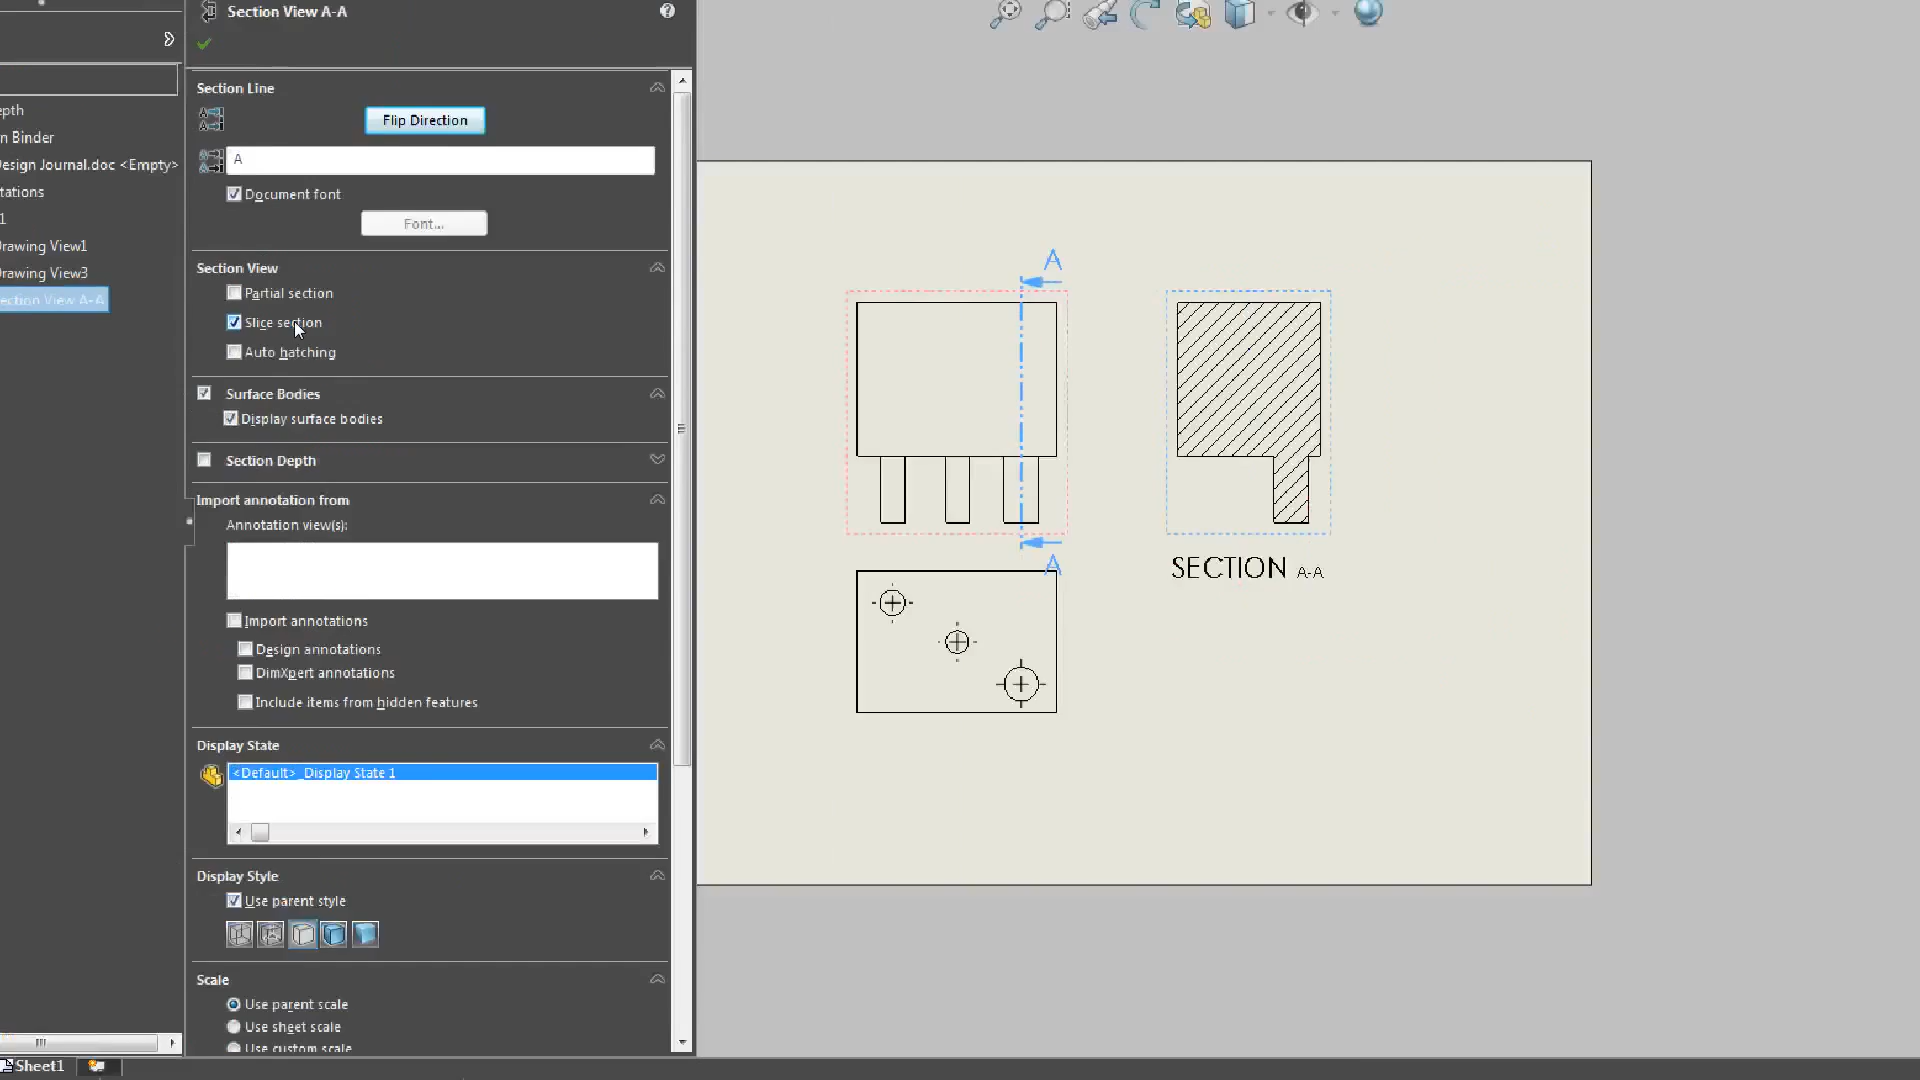 Section View A-A
epth
n Binder
esign Journal.doc <Empty>
tations
1
rawing View1
rawing View3
ection View A-A
Section Line
Flip Direction
A
Document font
Font...
Section View
Partial section
Slice section
Auto hatching
Surface Bodies
Display surface bodies
Section Depth
Import annotation from
Annotation view(s):
Import annotations
Design annotations
DimXpert annotations
Include items from hidden features
Display State
<Default>_Display State 1
Display Style
Use parent style
Scale
Use parent scale
Use sheet scale
Use custom scale
Sheet1
A
A
SECTION A-A